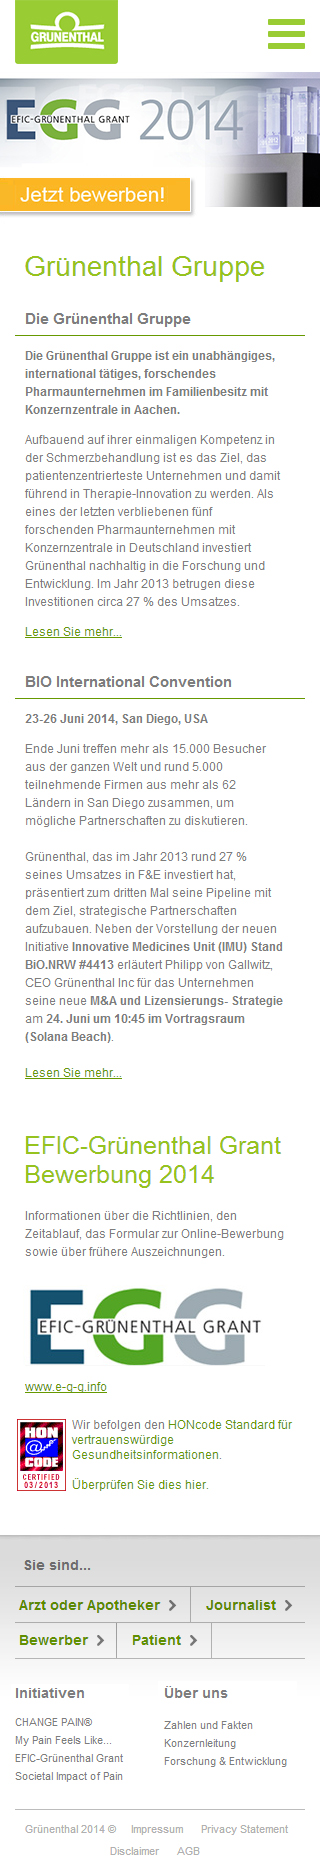 GRÜNENTHAL
EGG 2014
EFIC-GRÜNENTHAL GRANT
Jetzt bewerben!
Grünenthal Gruppe
Die Grünenthal Gruppe
Die Grünenthal Gruppe ist ein unabhängiges,
international tätiges, forschendes
Pharmaunternehmen im Familienbesitz mit
Konzernzentrale in Aachen.
Aufbauend auf ihrer einmaligen Kompetenz in
der Schmerzbehandlung ist es das Ziel, das
patientenzentrierteste Unternehmen und damit
führend in Therapie-Innovation zu werden. Als
eines der letzten verbliebenen fünf
forschenden Pharmaunternehmen mit
Konzernzentrale in Deutschland investiert
Grünenthal nachhaltig in die Forschung und
Entwicklung. Im Jahr 2013 betrugen diese
Investitionen circa 27 % des Umsatzes.
Lesen Sie mehr...
BIO International Convention
23-26 Juni 2014, San Diego, USA
Ende Juni treffen mehr als 15.000 Besucher
aus der ganzen Welt und rund 5.000
teilnehmende Firmen aus mehr als 62
Ländern in San Diego zusammen, um
mögliche Partnerschaften zu diskutieren.
Grünenthal, das im Jahr 2013 rund 27 %
seines Umsatzes in F&E investiert hat,
präsentiert zum dritten Mal seine Pipeline mit
dem Ziel, strategische Partnerschaften
aufzubauen. Neben der Vorstellung der neuen
Initiative Innovative Medicines Unit (IMU) Stand
BiO.NRW #4413 erläutert Philipp von Gallwitz,
CEO Grünenthal Inc für das Unternehmen
seine neue M&A und Lizensierungs- Strategie
am 24. Juni um 10:45 im Vortragsraum
(Solana Beach).
Lesen Sie mehr...
EFIC-Grünenthal Grant
Bewerbung 2014
Informationen über die Richtlinien, den
Zeitablauf, das Formular zur Online-Bewerbung
sowie über frühere Auszeichnungen.
EGG
EFIC-GRÜNENTHAL GRANT
www.e-g-g.info
HON
@
CODE
CERTIFIED
03/2013
Wir befolgen den HONcode Standard für
vertrauenswürdige
Gesundheitsinformationen.
Überprüfen Sie dies hier.
Sie sind...
Arzt oder Apotheker Journalist
Bewerber Patient
Initiativen
CHANGE PAIN®
My Pain Feels Like...
EFIC-Grünenthal Grant
Societal Impact of Pain
Über uns
Zahlen und Fakten
Konzernleitung
Forschung & Entwicklung
Grünenthal 2014 © Impressum Privacy Statement
Disclaimer AGB